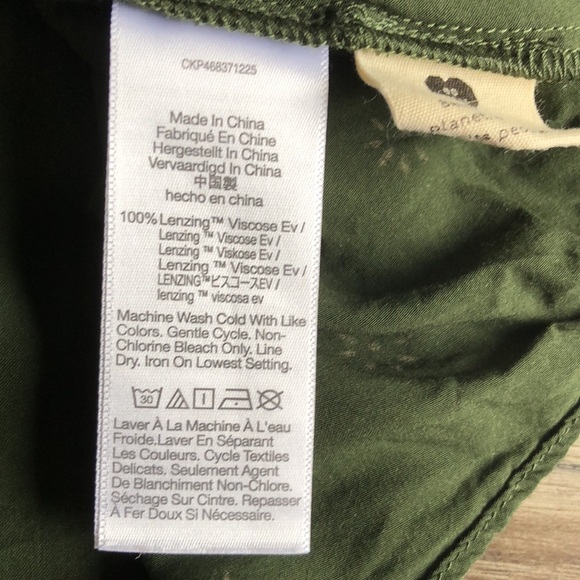 CKP468371225
Made In China
Fabriqué En Chine
Hergestellt In China
Vervaardigd In China
中国製
hecho en china
100% Lenzing™ Viscose Ev /
Lenzing ™ Viscose Ev /
Lenzing ™ Viskose Ev /
Lenzing ™ Viscose Ev /
LENZING™ビスコースEV /
lenzing ™ viscosa ev
Machine Wash Cold With Like
Colors. Gentle Cycle. Non-
Chlorine Bleach Only. Line
Dry. Iron On Lowest Setting.
30
Laver À La Machine À L'eau
Froide.Laver En Séparant
Les Couleurs. Cycle Textiles
Delicats. Seulement Agent
De Blanchiment Non-Chlore.
Séchage Sur Cintre. Repasser
À Fer Doux Si Nécessaire.
planet